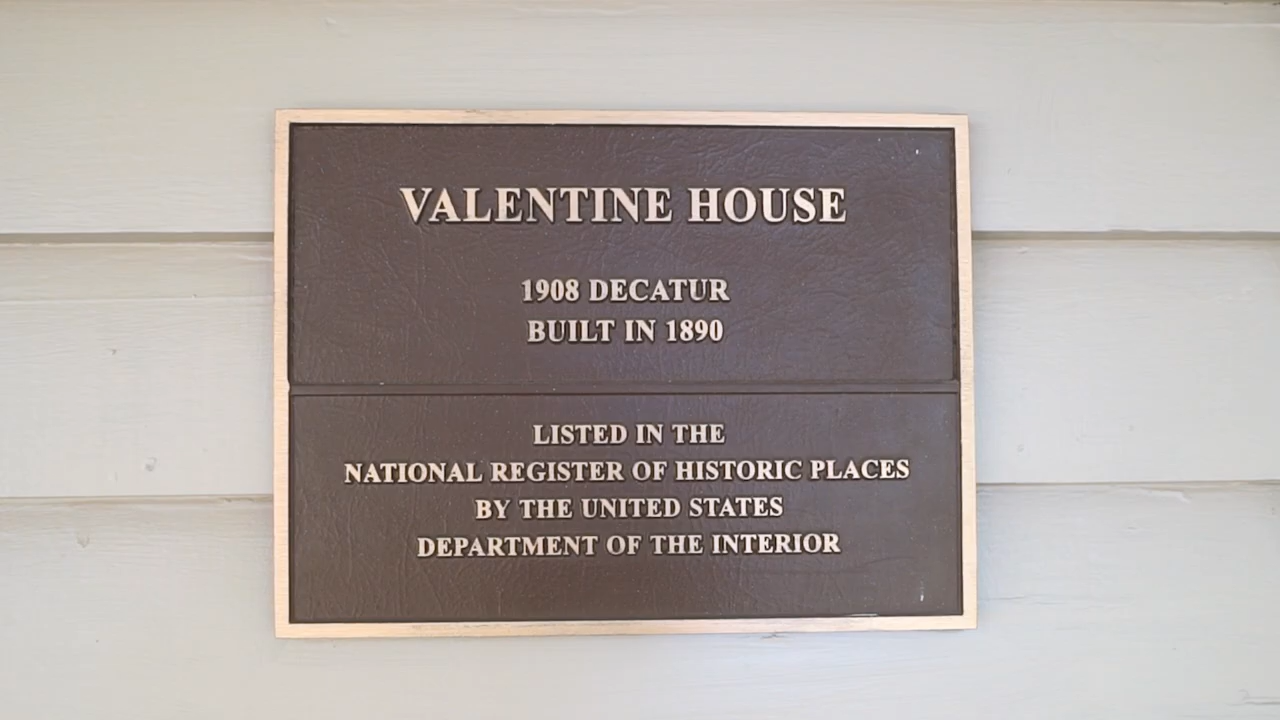 VALENTINE HOUSE
1908 DECATUR
BUILT IN 1890
LISTED IN THE
NATIONAL REGISTER OF HISTORIC PLACES
BY THE UNITED STATES
DEPARTMENT OF THE INTERIOR